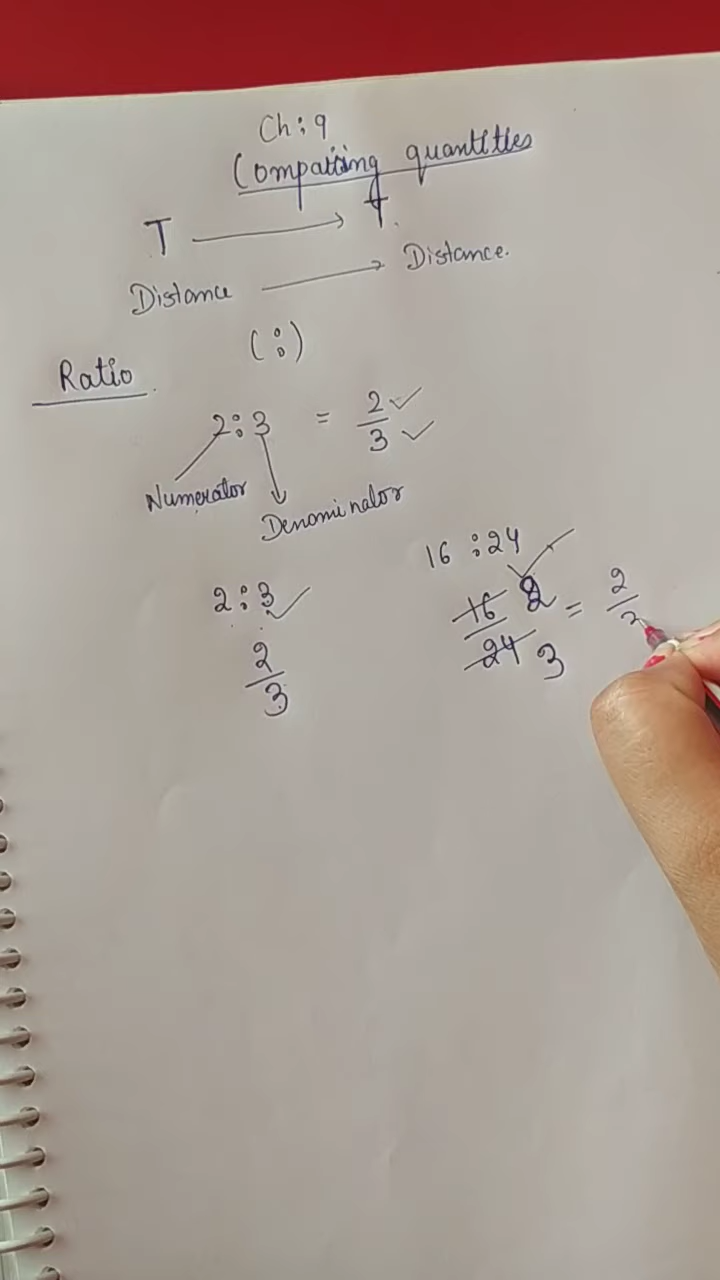 Ch:9
Comparing quantities
T → T.
Distance → Distance.
Ratio. (:)
2:3 = 2/3
Numerator
Denominator
16:24
2:3
16/24 2/3 = 2/
2/3